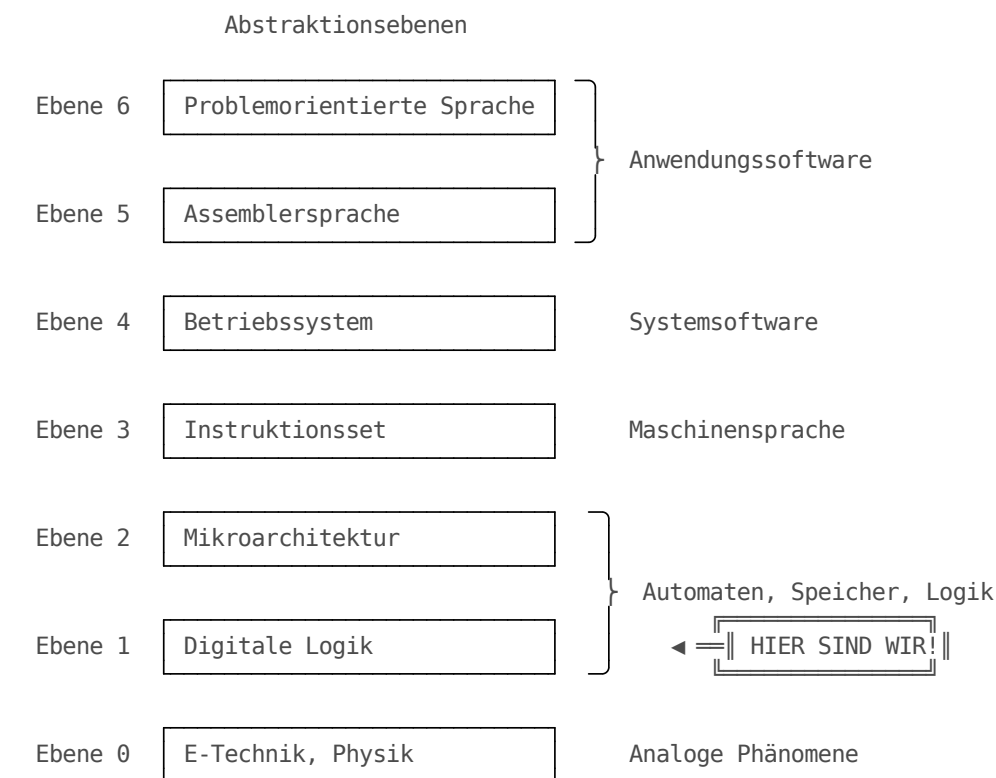 Abstraktionsebenen
Ebene 6 Problemorientierte Sprache
Anwendungssoftware
Ebene 5 Assemblersprache
Ebene 4 Betriebssystem Systemsoftware
Ebene 3 Instruktionsset Maschinensprache
Ebene 2 Mikroarchitektur
Automaten, Speicher, Logik
Ebene 1 Digitale Logik HIER SIND WIR!
Ebene 0 E-Technik, Physik Analoge Phänomene